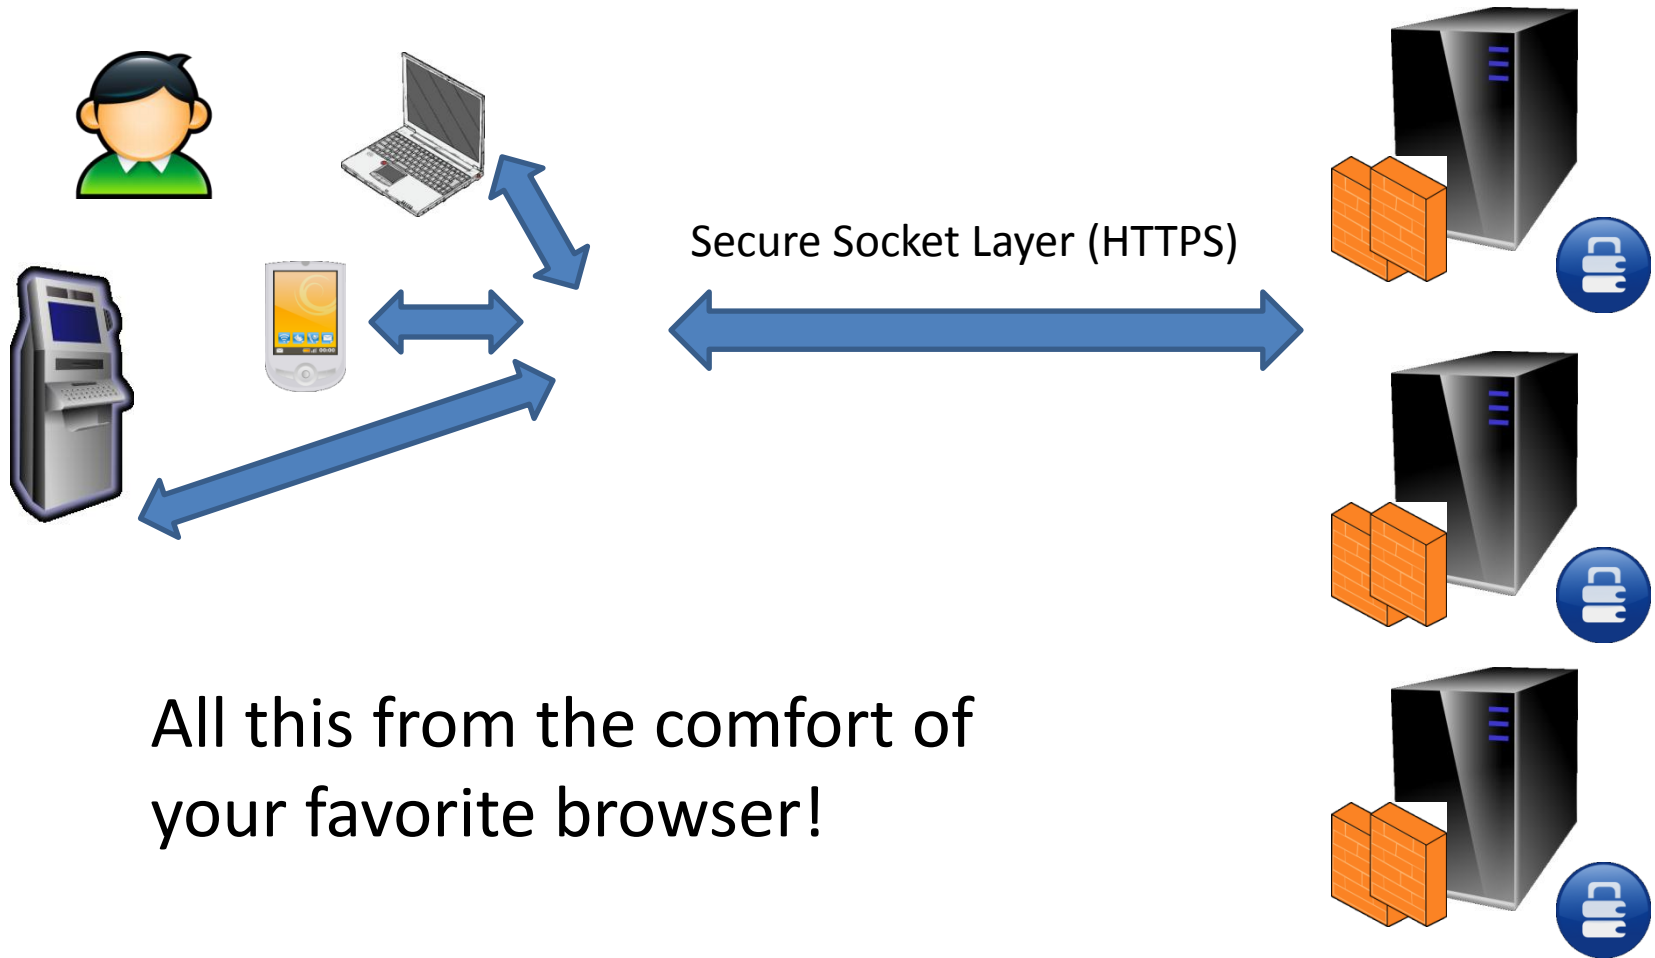 Secure Socket Layer (HTTPS)
All this from the comfort of
your favorite browser!